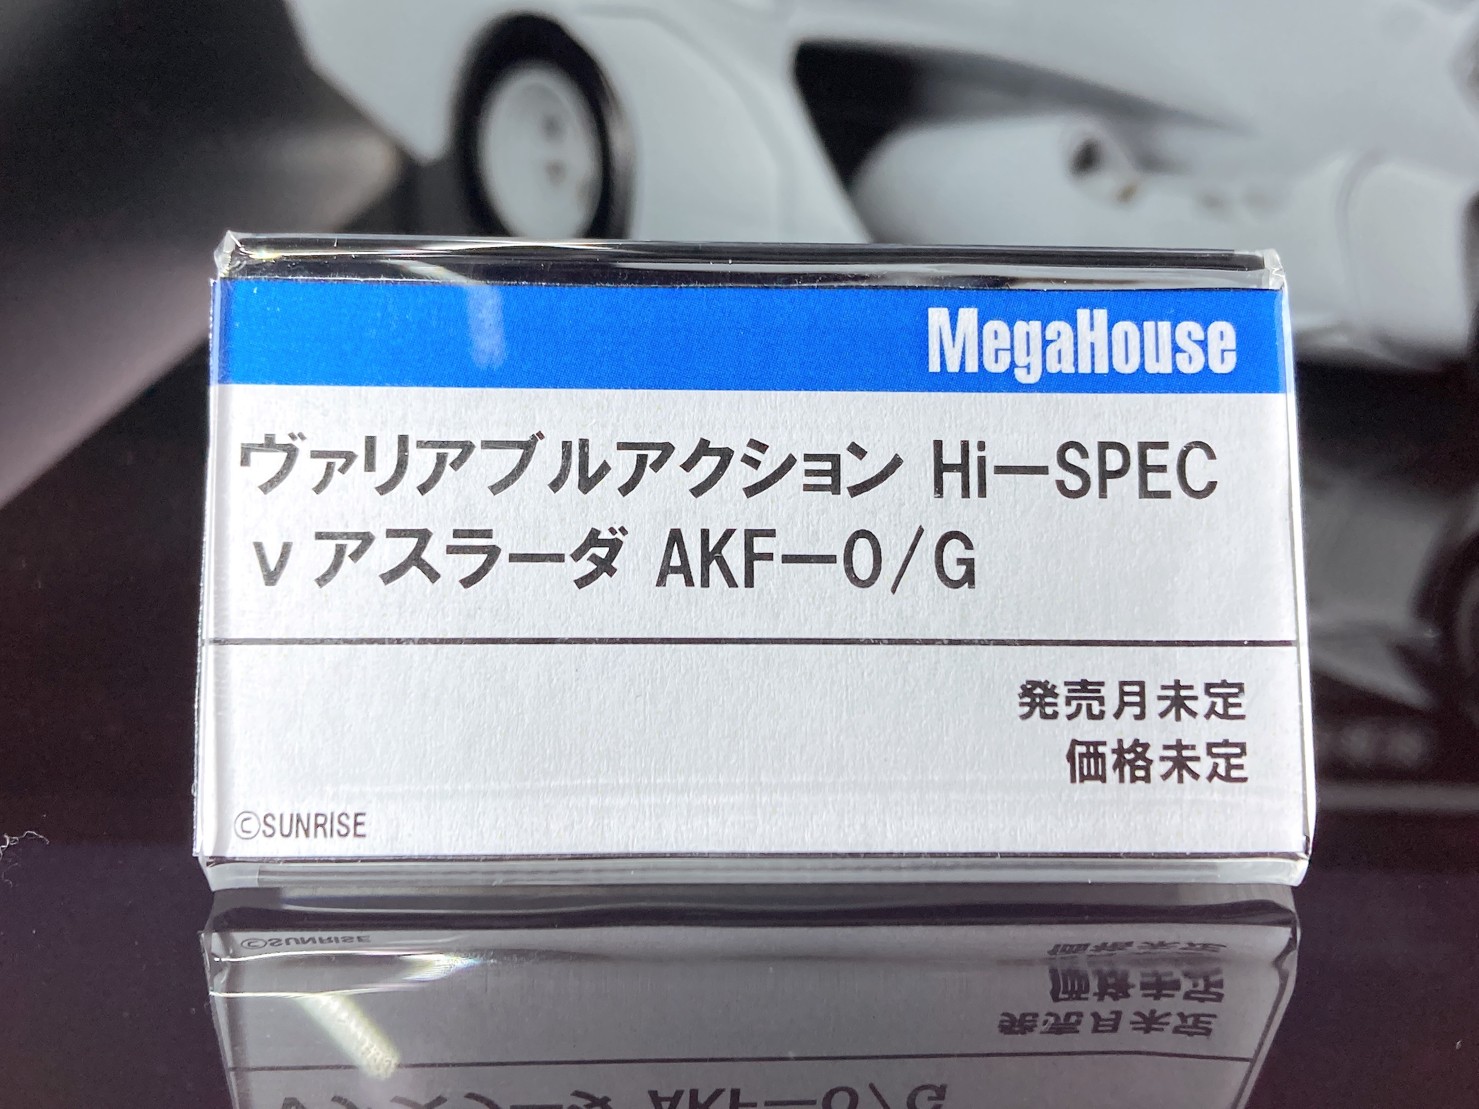 MegaHouse
ヴァリアブルアクション Hi－SPEC
νアスラーダ AKF－0/G
発売月未定
価格未定
©SUNRISE